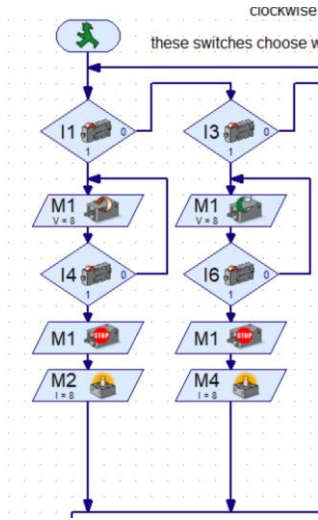 clockwise
these switches choose w
I1 0
1
I3 0
1
M1
V = 8
M1
V = 8
I4 0
1
I6 0
1
M1 STOP
M1 STOP
M2
I = 8
M4
I = 8